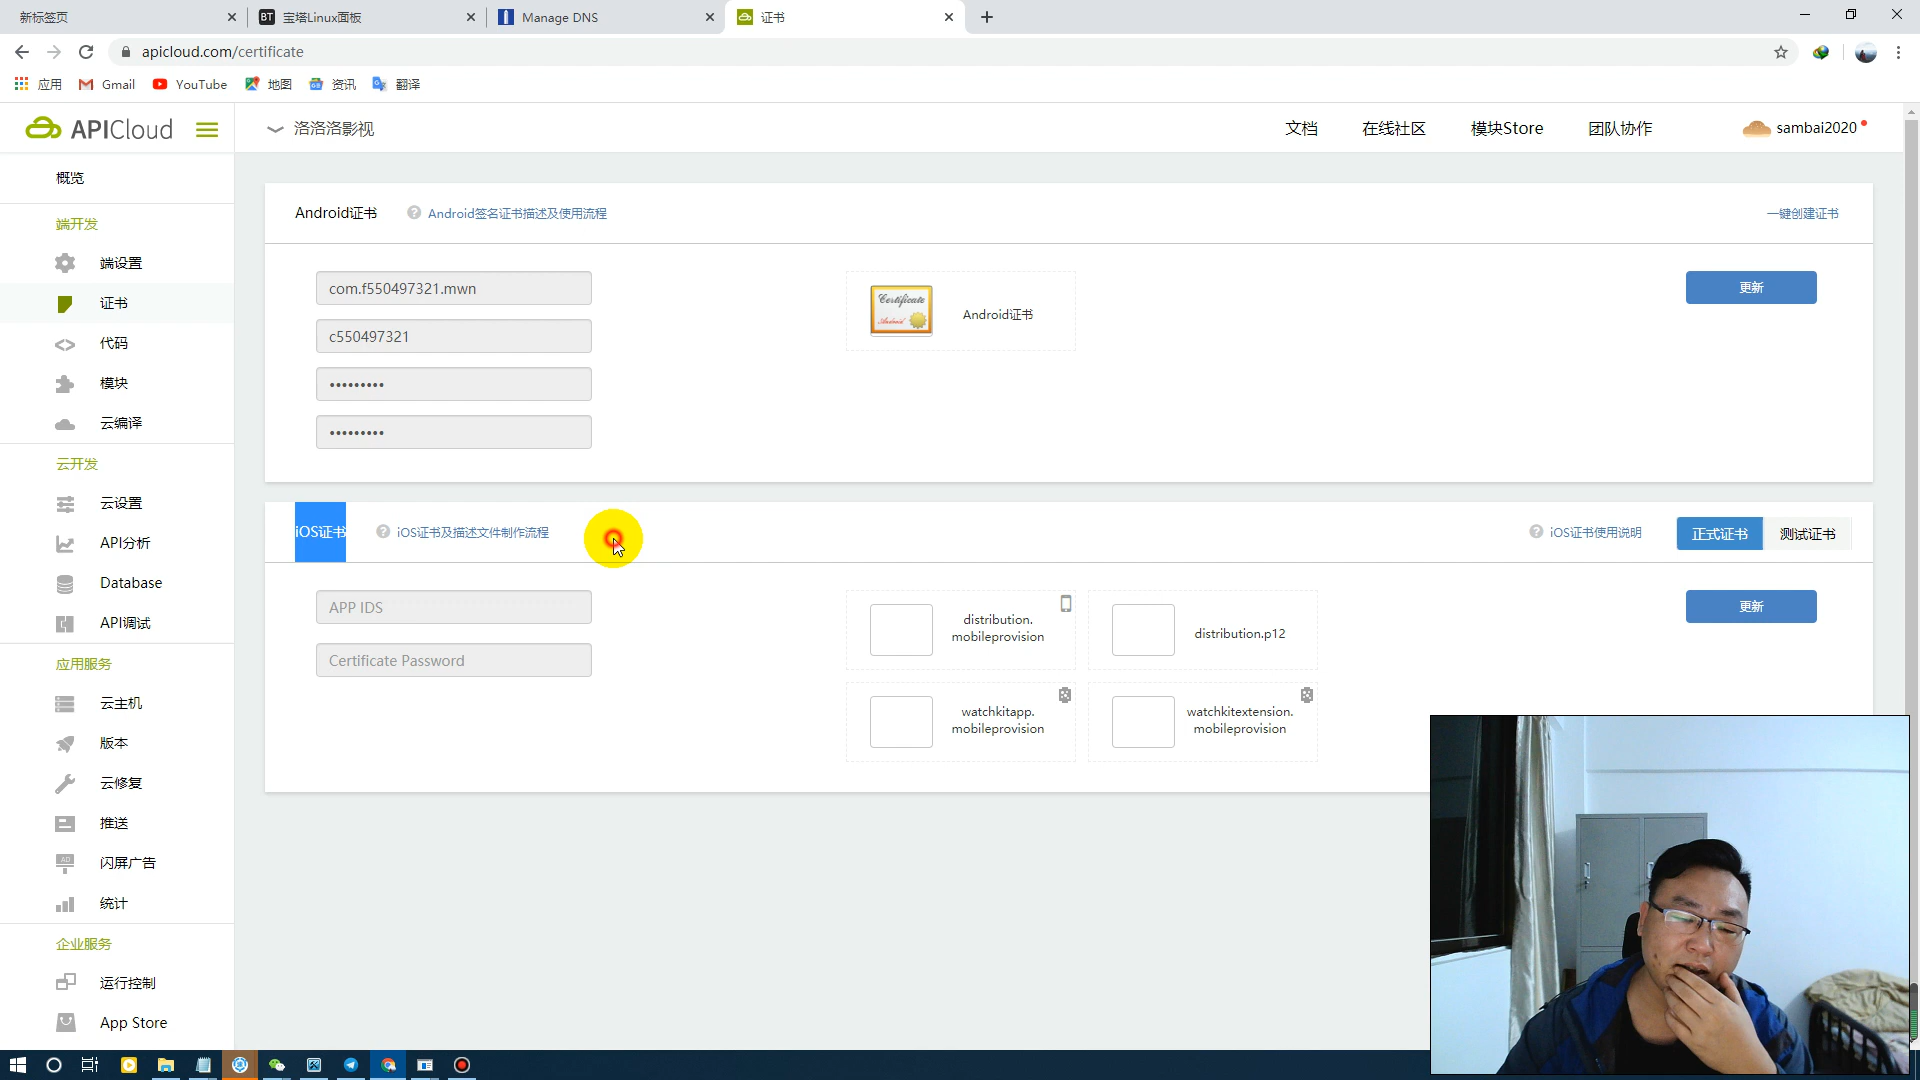 新标签页
BT 宝塔Linux面板
Manage DNS
证书
apicloud.com/certificate
应用
Gmail
YouTube
地图
资讯
翻译
APICloud
洛洛洛影视
文档
在线社区
模块Store
团队协作
sambai2020
概览
端开发
端设置
证书
代码
模块
云编译
云开发
云设置
API分析
Database
API调试
应用服务
云主机
版本
云修复
推送
闪屏广告
统计
企业服务
运行控制
App Store
Android证书
Android签名证书描述及使用流程
一键创建证书
com.f550497321.mwn
c550497321
•••••••••
•••••••••
Certificate
Android
Android证书
更新
iOS证书
iOS证书及描述文件制作流程
iOS证书使用说明
正式证书
测试证书
APP IDS
Certificate Password
distribution.
mobileprovision
distribution.p12
watchkitapp.
mobileprovision
watchkitextension.
mobileprovision
更新